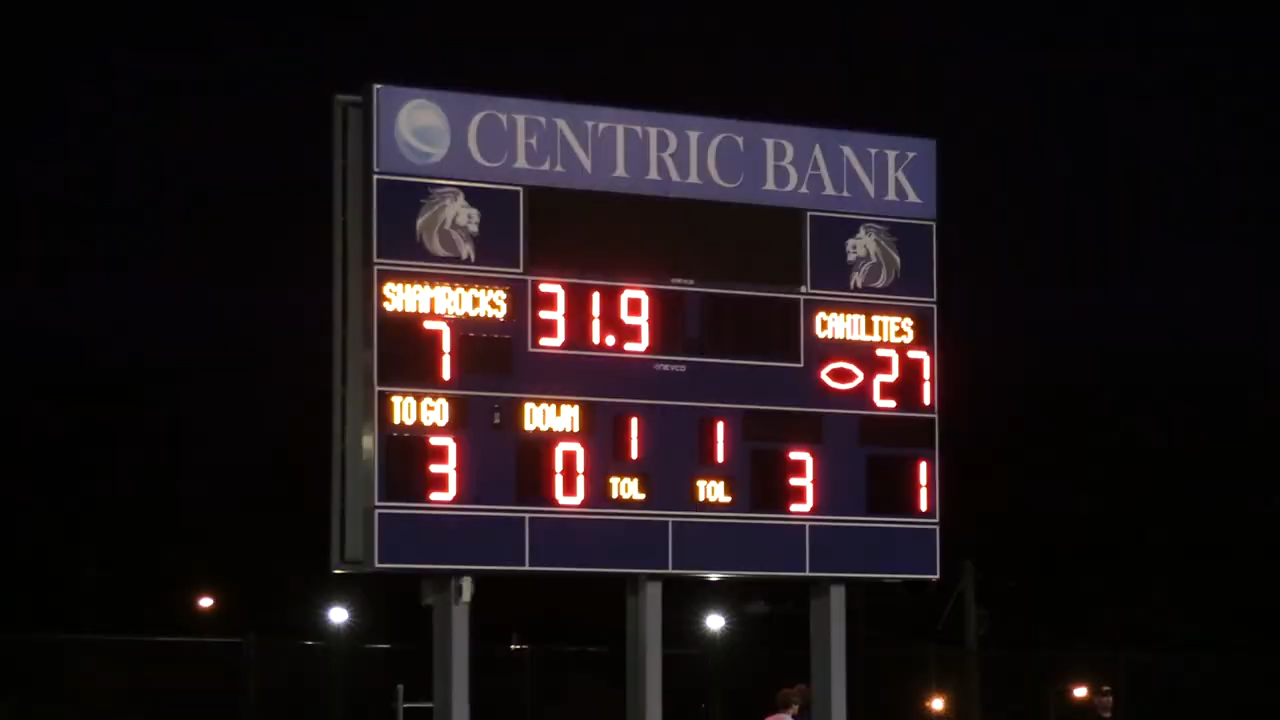 CENTRIC BANK
SHAMROCKS
31.9
CAHILITES
7
NEVCO
27
TO GO
DOWN
1
1
3
0
TOL
TOL
3
1